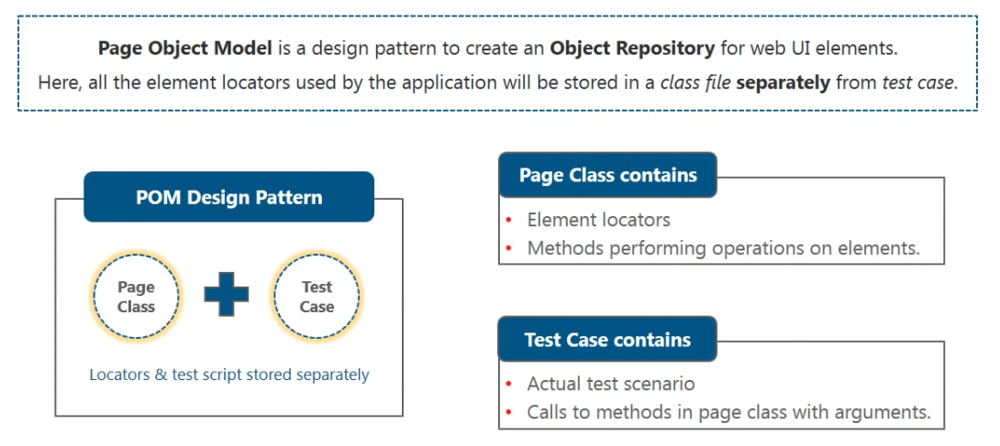 Page Object Model is a design pattern to create an Object Repository for web UI elements.
Here, all the element locators used by the application will be stored in a class file separately from test case.
POM Design Pattern
Page
Class
Test
Case
Locators & test script stored separately
Page Class contains
• Element locators
• Methods performing operations on elements.
Test Case contains
• Actual test scenario
• Calls to methods in page class with arguments.